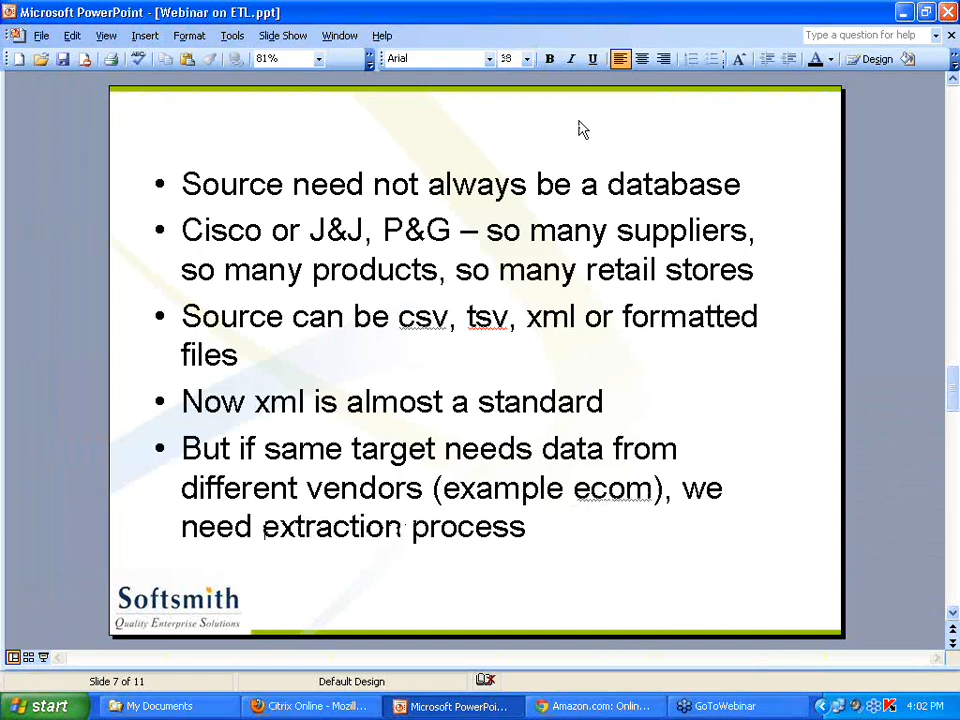 Microsoft PowerPoint - [Webinar on ETL.ppt]
File Edit View Insert Format Tools Slide Show Window Help
Type a question for help
81% Arial 38 B I U A A Design
• Source need not always be a database
• Cisco or J&J, P&G – so many suppliers,
so many products, so many retail stores
• Source can be csv, tsv, xml or formatted
files
• Now xml is almost a standard
• But if same target needs data from
different vendors (example ecom), we
need extraction process
Softsmith
Quality Enterprise Solutions
Slide 7 of 11 Default Design
start My Documents Citrix Online - Mozil... Microsoft PowerPoi... Amazon.com: Onlin... GoToWebinar 4:02 PM